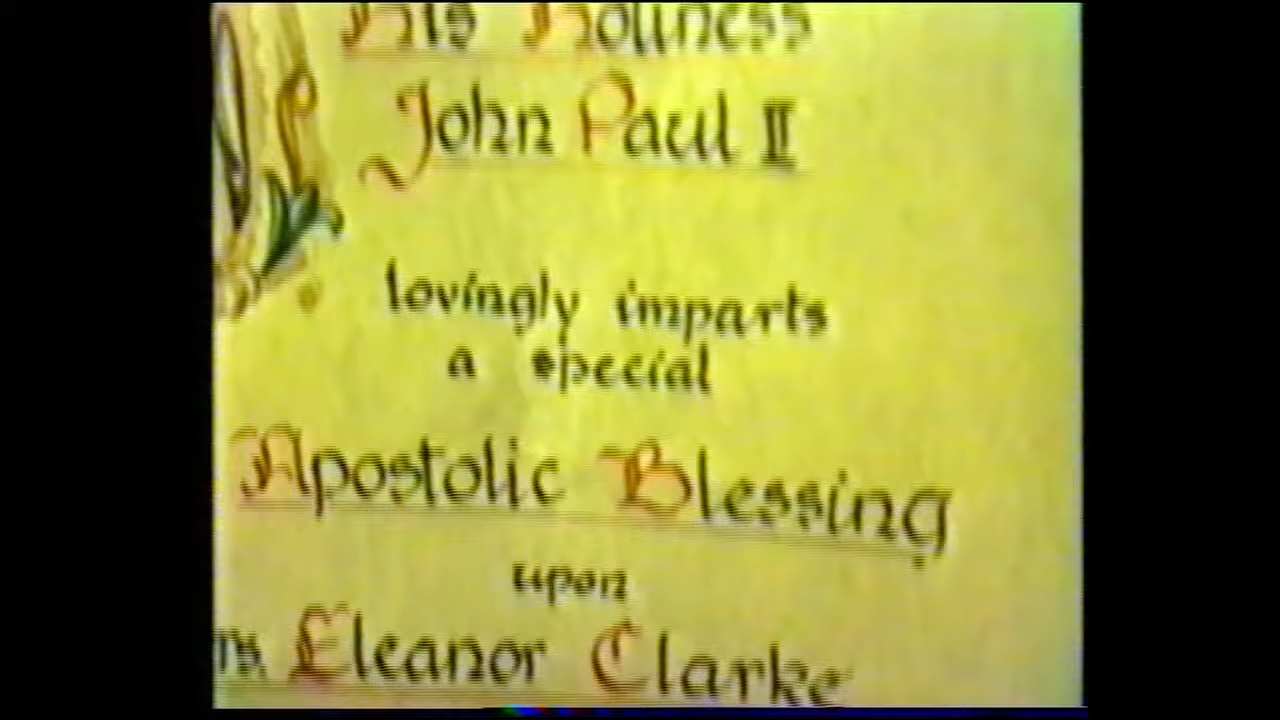 His Holiness
John Paul II
lovingly imparts
a special
Apostolic Blessing
upon
Eleanor Clarke